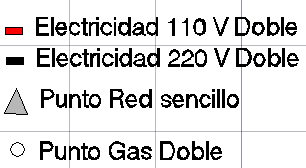 Electricidad 110 V Doble
Electricidad 220 V Doble
Punto Red sencillo
Punto Gas Doble